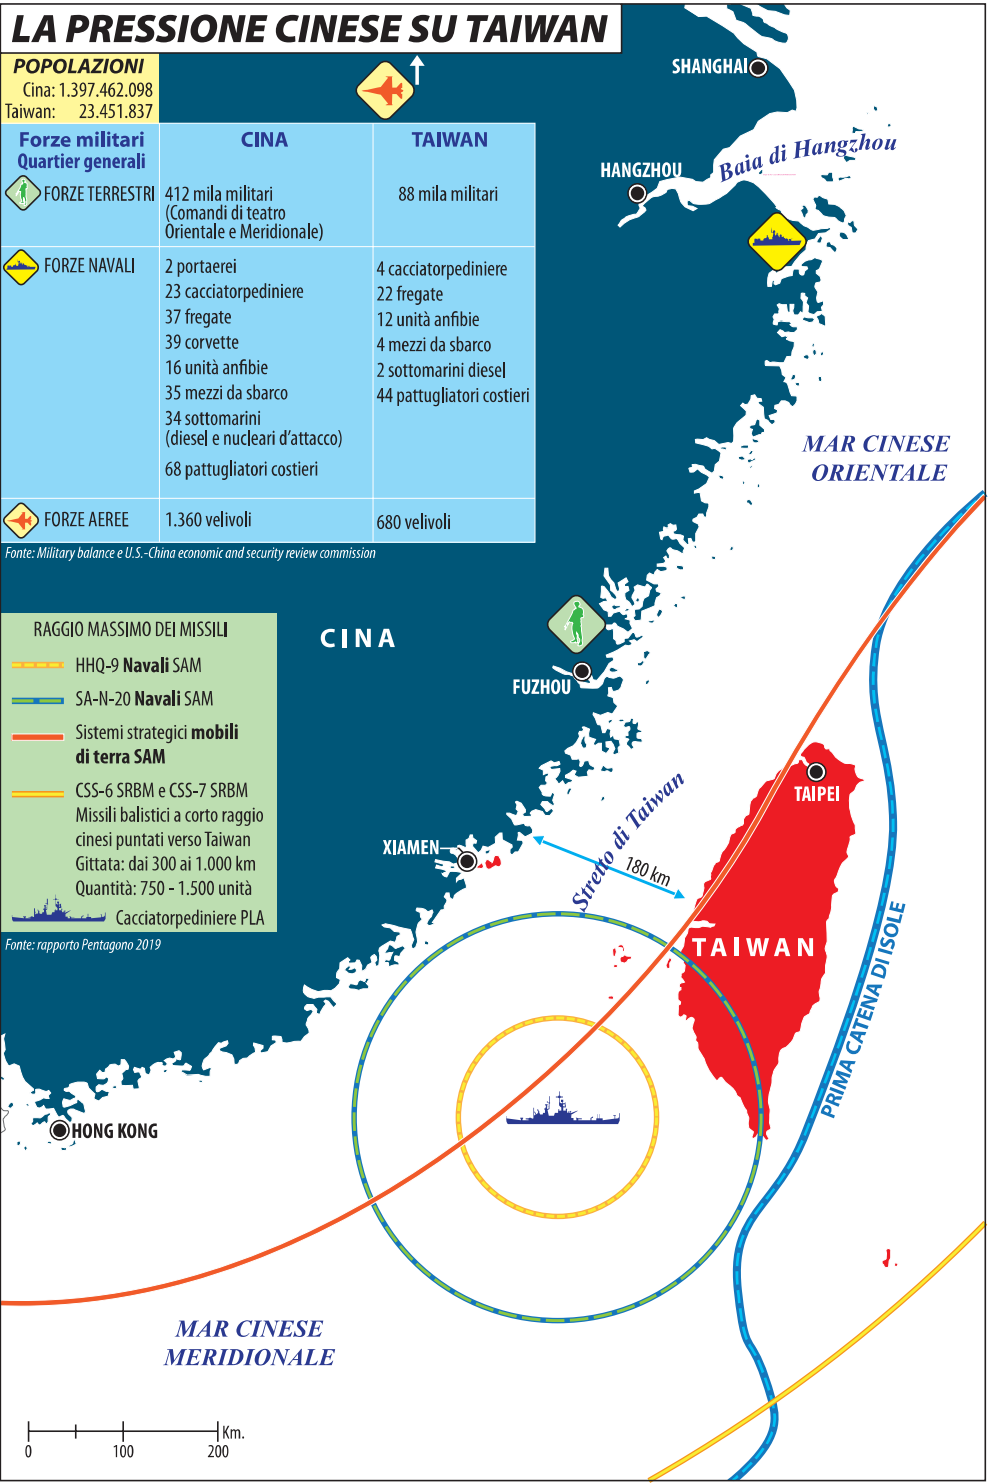 LA PRESSIONE CINESE SU TAIWAN
POPOLAZIONI
Cina: 1.397.462.098
Taiwan: 23.451.837
Forze militari
Quartier generali
CINA
TAIWAN
FORZE TERRESTRI
412 mila militari
(Comandi di teatro
Orientale e Meridionale)
88 mila militari
FORZE NAVALI
2 portaerei
23 cacciatorpediniere
37 fregate
39 corvette
16 unità anfibie
35 mezzi da sbarco
34 sottomarini
(diesel e nucleari d'attacco)
68 pattugliatori costieri
4 cacciatorpediniere
22 fregate
12 unità anfibie
4 mezzi da sbarco
2 sottomarini diesel
44 pattugliatori costieri
FORZE AEREE
1.360 velivoli
680 velivoli
Fonte: Military balance e U.S.-China economic and security review commission
RAGGIO MASSIMO DEI MISSILI
HHQ-9 Navali SAM
SA-N-20 Navali SAM
Sistemi strategici mobili
di terra SAM
CSS-6 SRBM e CSS-7 SRBM
Missili balistici a corto raggio
cinesi puntati verso Taiwan
Gittata: dai 300 ai 1.000 km
Quantità: 750 - 1.500 unità
Cacciatorpediniere PLA
Fonte: rapporto Pentagono 2019
SHANGHAI
HANGZHOU
Baia di Hangzhou
MAR CINESE
ORIENTALE
CINA
FUZHOU
TAIPEI
XIAMEN
Stretto di Taiwan
180 km
TAIWAN
PRIMA CATENA DI ISOLE
HONG KONG
MAR CINESE
MERIDIONALE
Km.
0 100 200